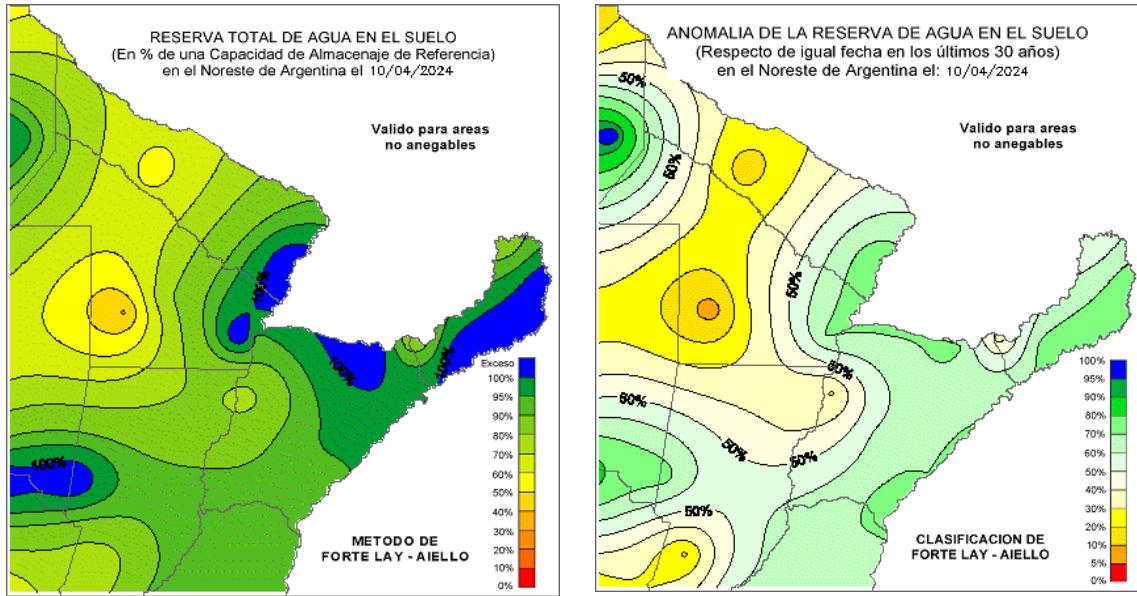 RESERVA TOTAL DE AGUA EN EL SUELO
(En % de una Capacidad de Almacenaje de Referencia)
en el Noreste de Argentina el 10/04/2024
Valido para areas
no anegables
100%
100%
100%
100%
Exceso
100%
95%
90%
80%
70%
60%
50%
40%
30%
20%
10%
0%
METODO DE
FORTE LAY - AIELLO
ANOMALIA DE LA RESERVA DE AGUA EN EL SUELO
(Respecto de igual fecha en los últimos 30 años)
en el Noreste de Argentina el: 10/04/2024
Valido para areas
no anegables
50%
50%
50%
50%
60%
50%
50%
50%
100%
95%
90%
80%
70%
60%
50%
40%
30%
20%
10%
5%
0%
CLASIFICACION DE
FORTE LAY - AIELLO